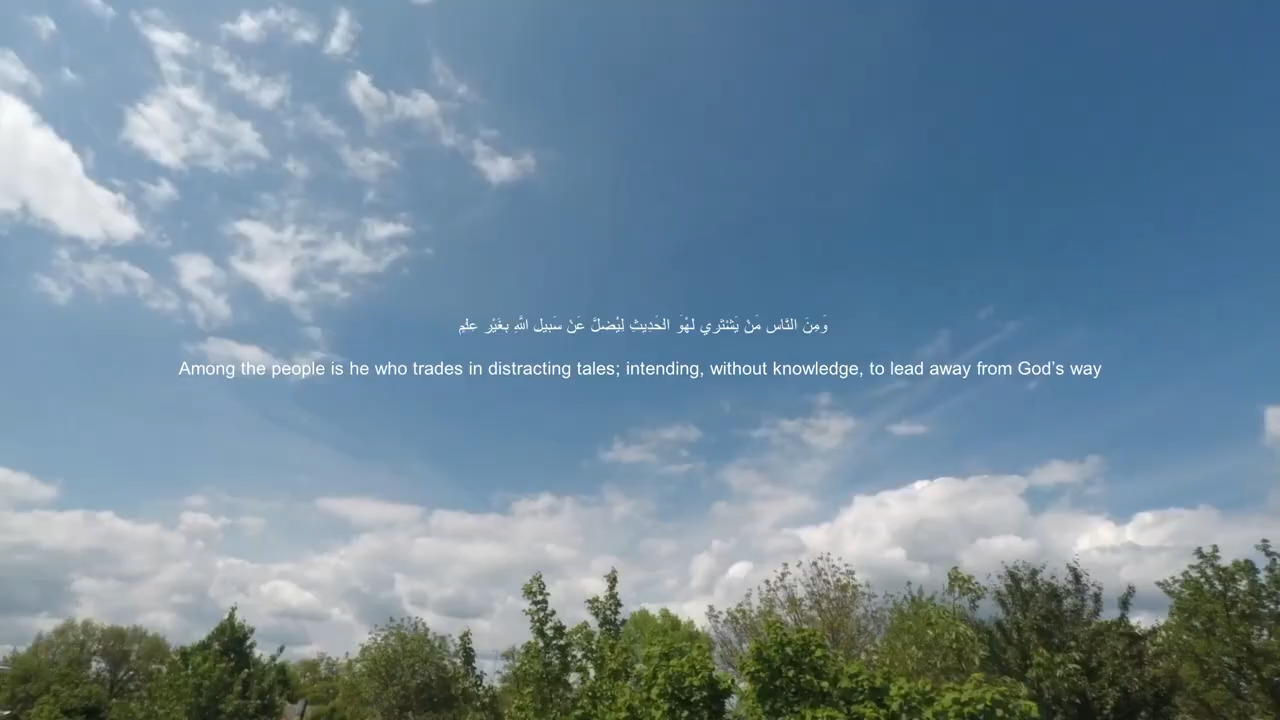 وَمِنَ النَّاسِ مَنْ يَشْتَرِي لَهْوَ الْحَدِيثِ لِيُضِلَّ عَنْ سَبِيلِ اللَّهِ بِغَيْرِ عِلْمٍ
Among the people is he who trades in distracting tales; intending, without knowledge, to lead away from God's way